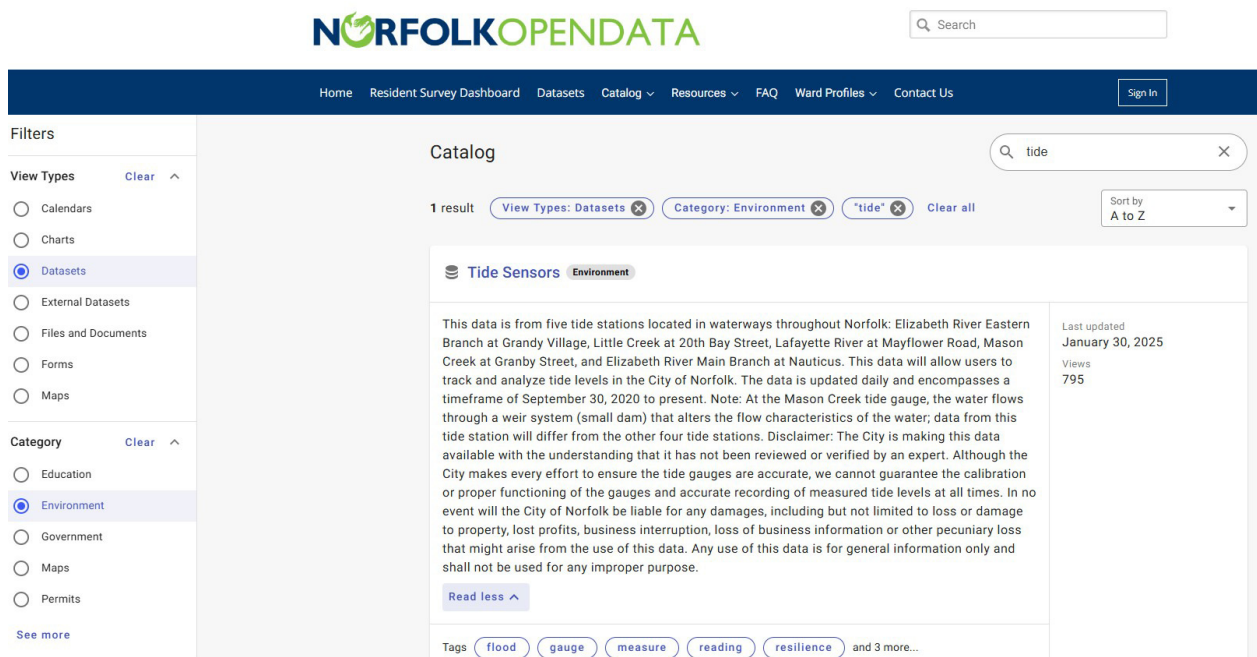 NORFOLKOPENDATA
Search
Home Resident Survey Dashboard Datasets Catalog Resources FAQ Ward Profiles Contact Us Sign In
Filters
View Types Clear
Calendars
Charts
Datasets
External Datasets
Files and Documents
Forms
Maps
Category Clear
Education
Environment
Government
Maps
Permits
See more
Catalog
tide
1 result View Types: Datasets Category: Environment "tide" Clear all
Sort by
A to Z
Tide Sensors Environment
This data is from five tide stations located in waterways throughout Norfolk: Elizabeth River Eastern
Branch at Grandy Village, Little Creek at 20th Bay Street, Lafayette River at Mayflower Road, Mason
Creek at Granby Street, and Elizabeth River Main Branch at Nauticus. This data will allow users to
track and analyze tide levels in the City of Norfolk. The data is updated daily and encompasses a
timeframe of September 30, 2020 to present. Note: At the Mason Creek tide gauge, the water flows
through a weir system (small dam) that alters the flow characteristics of the water; data from this
tide station will differ from the other four tide stations. Disclaimer: The City is making this data
available with the understanding that it has not been reviewed or verified by an expert. Although the
City makes every effort to ensure the tide gauges are accurate, we cannot guarantee the calibration
or proper functioning of the gauges and accurate recording of measured tide levels at all times. In no
event will the City of Norfolk be liable for any damages, including but not limited to loss or damage
to property, lost profits, business interruption, loss of business information or other pecuniary loss
that might arise from the use of this data. Any use of this data is for general information only and
shall not be used for any improper purpose.
Read less
Last updated
January 30, 2025
Views
795
Tags flood gauge measure reading resilience and 3 more...